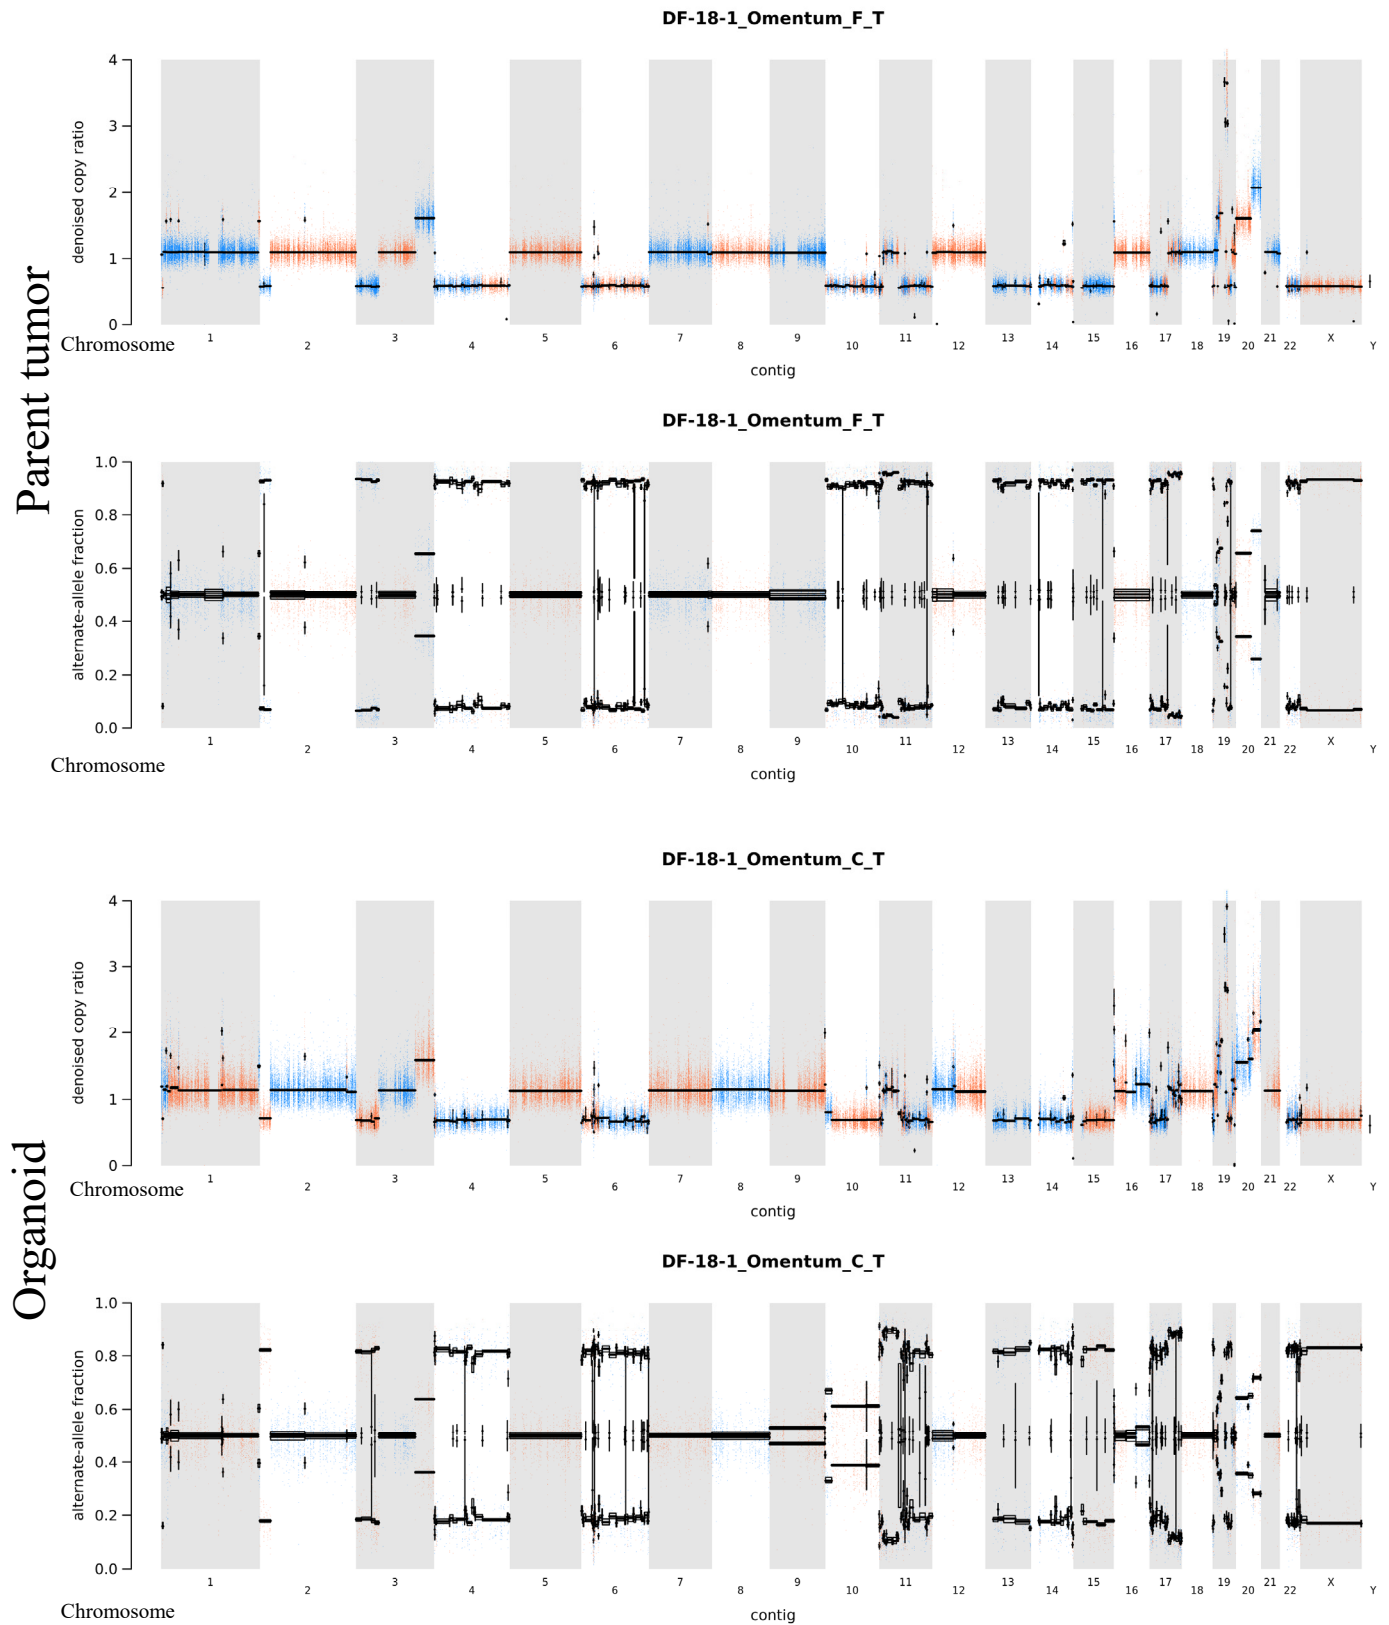 Parent tumor
DF-18-1_Omentum_F_T
denoised copy ratio
4
3
2
1
0
Chromosome
1 2 3 4 5 6 7 8 9 10 11 12 13 14 15 16 17 18 19 20 21 22 X Y
contig
DF-18-1_Omentum_F_T
alternate-allele fraction
1.0
0.8
0.6
0.4
0.2
0.0
1 2 3 4 5 6 7 8 9 10 11 12 13 14 15 16 17 18 19 20 21 22 X Y
Chromosome
contig
Organoid
DF-18-1_Omentum_C_T
denoised copy ratio
4
3
2
1
0
Chromosome
1 2 3 4 5 6 7 8 9 10 11 12 13 14 15 16 17 18 19 20 21 22 X Y
contig
DF-18-1_Omentum_C_T
alternate-allele fraction
1.0
0.8
0.6
0.4
0.2
0.0
1 2 3 4 5 6 7 8 9 10 11 12 13 14 15 16 17 18 19 20 21 22 X Y
Chromosome
contig